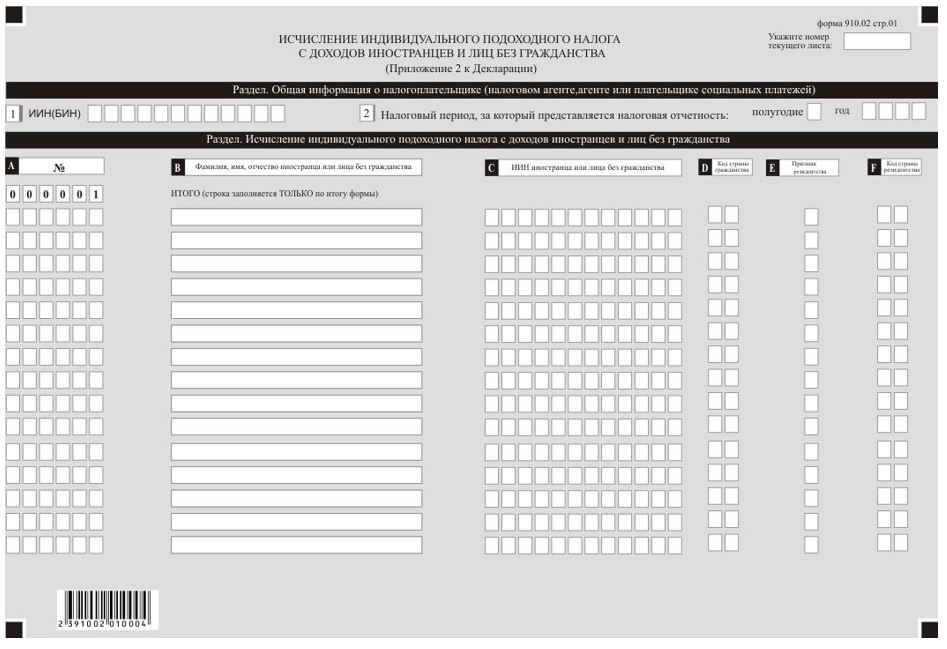 форма 910.02 стр.01
ИСЧИСЛЕНИЕ ИНДИВИДУАЛЬНОГО ПОДОХОДНОГО НАЛОГА
С ДОХОДОВ ИНОСТРАНЦЕВ И ЛИЦ БЕЗ ГРАЖДАНСТВА
(Приложение 2 к Декларации)
Укажите номер
текущего листа:
Раздел. Общая информация о налогоплательщике (налоговом агенте,агенте или плательщике социальных платежей)
1 ИИН(БИН) 2 Налоговый период, за который представляется налоговая отчетность: полугодие год
Раздел. Исчисление индивидуального подоходного налога с доходов иностранцев и лиц без гражданства
A № B Фамилия, имя, отчество иностранца или лица без гражданства C ИИН иностранца или лица без гражданства D Код страны гражданства E Признак резидентства F Код страны резидентства
0 0 0 0 0 1 ИТОГО (строка заполняется ТОЛЬКО по итогу формы)
2 391002 010004